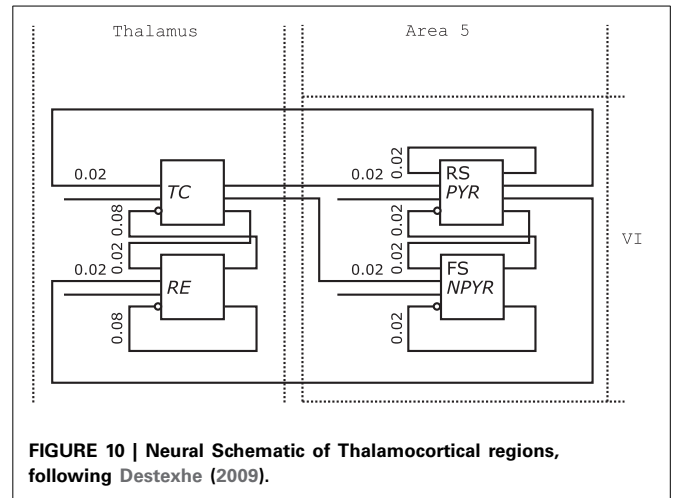 Thalamus
Area 5
0.02
TC
0.08
0.02
0.02
RE
0.08
0.02
0.02
RS
PYR
0.02
0.02
0.02
FS
NPYR
0.02
VI
FIGURE 10 | Neural Schematic of Thalamocortical regions,
following Destexhe (2009).